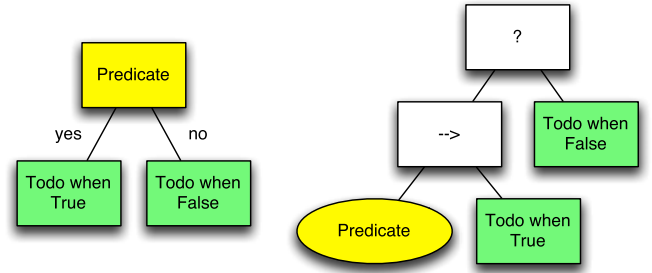 Predicate
yes
no
Todo when
True
Todo when
False
?
-->
Todo when
False
Predicate
Todo when
True